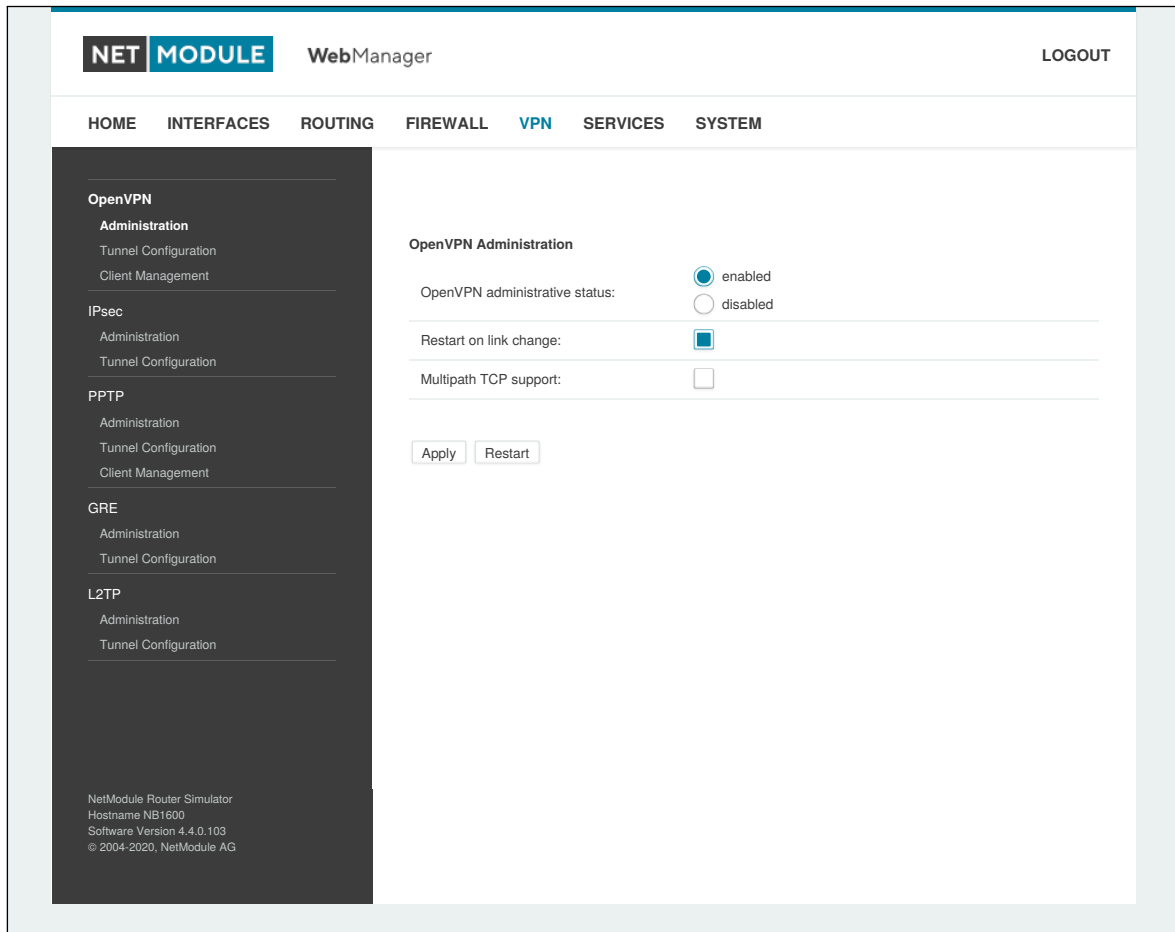 NET MODULE WebManager LOGOUT
HOME INTERFACES ROUTING FIREWALL VPN SERVICES SYSTEM
OpenVPN
Administration
Tunnel Configuration
Client Management
IPsec
Administration
Tunnel Configuration
PPTP
Administration
Tunnel Configuration
Client Management
GRE
Administration
Tunnel Configuration
L2TP
Administration
Tunnel Configuration
NetModule Router Simulator
Hostname NB1600
Software Version 4.4.0.103
© 2004-2020, NetModule AG
OpenVPN Administration
OpenVPN administrative status:
enabled
disabled
Restart on link change:
Multipath TCP support:
Apply Restart